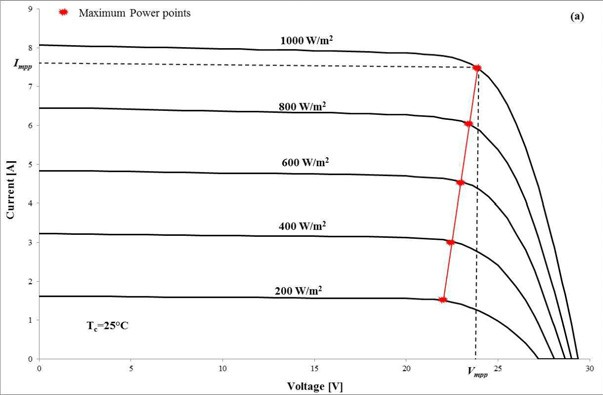 Maximum Power points
(a)
9
8
7
6
5
4
3
2
1
0
Impp
Current [A]
1000 W/m²
800 W/m²
600 W/m²
400 W/m²
200 W/m²
Tc=25°C
0
5
10
15
20
25
30
Vmpp
Voltage [V]